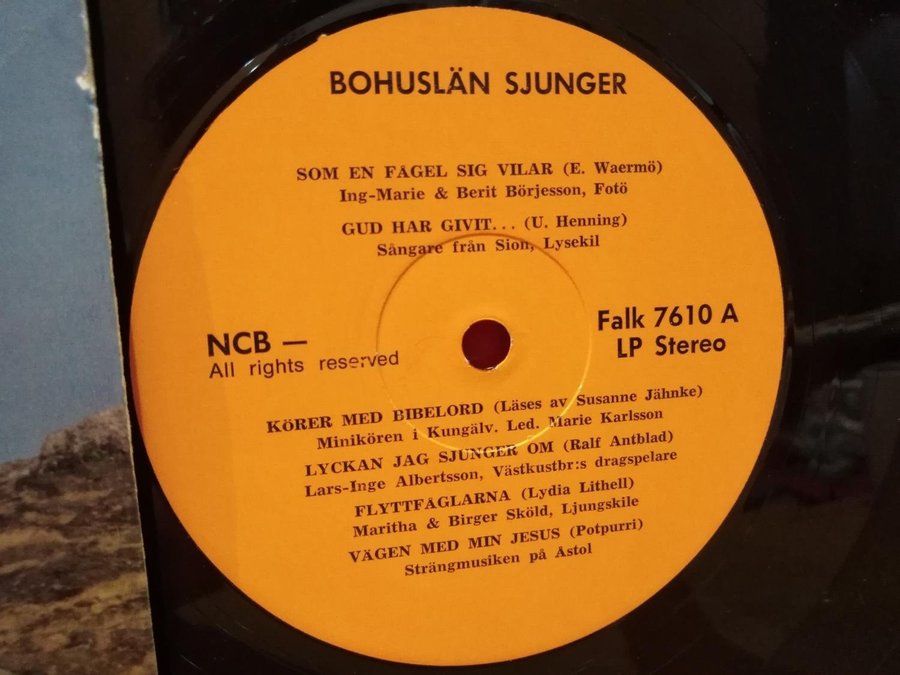 BOHUSLÄN SJUNGER
SOM EN FÅGEL SIG VILAR (E. Waermö)
Ing-Marie & Berit Börjesson, Fotö
GUD HAR GIVIT... (U. Henning)
Sångare från Sion, Lysekil
NCB —
All rights reserved
Falk 7610 A
LP Stereo
KÖRER MED BIBELORD (Läses av Susanne Jähnke)
Minikören i Kungälv. Led. Marie Karlsson
LYCKAN JAG SJUNGER OM (Ralf Antblad)
Lars-Inge Albertsson, Västkustbr:s dragspelare
FLYTTFÅGLARNA (Lydia Lithell)
Maritha & Birger Sköld, Ljungskile
VÄGEN MED MIN JESUS (Potpurri)
Strängmusiken på Åstol